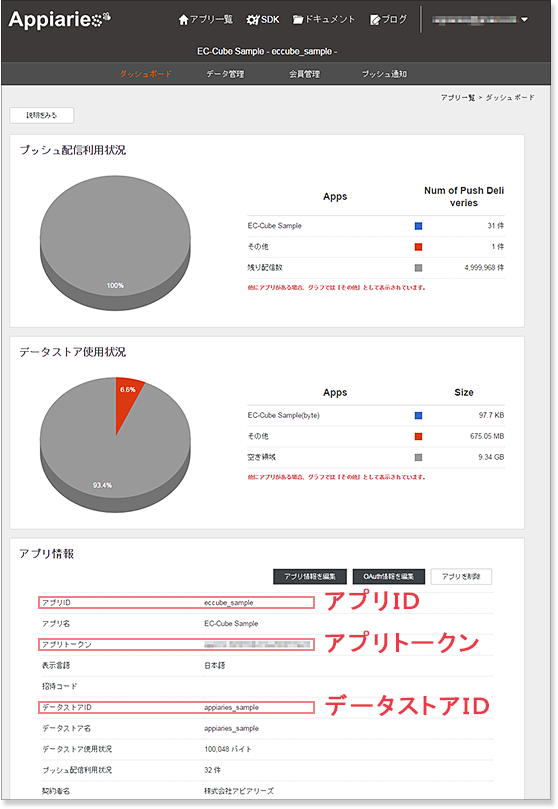 Appiaries
アプリ一覧 SDK ドキュメント ブログ
EC-Cube Sample - eccube_sample -
ダッシュボード データ管理 会員管理 プッシュ通知
アプリ一覧 > ダッシュボード
説明をみる
プッシュ配信利用状況
100%
Apps Num of Push Deli
veries
EC-Cube Sample 31 件
その他 1 件
残り配信数 4,999,968 件
他にアプリがある場合、グラフでは「その他」として表示されています。
データストア使用状況
6.6%
93.4%
Apps Size
EC-Cube Sample(byte) 97.7 KB
その他 675.05 MB
空き領域 9.34 GB
他にアプリがある場合、グラフでは「その他」として表示されています。
アプリ情報
アプリ情報を編集 OAuth情報を編集 アプリを削除
アプリID eccube_sample アプリID
アプリ名 EC-Cube Sample
アプリトークン アプリトークン
表示言語 日本語
招待コード
データストアID appiaries_sample データストアID
データストア名 appiaries_sample
データストア使用状況 100,048 バイト
プッシュ配信利用状況 32 件
契約者名 株式会社アピアリーズ